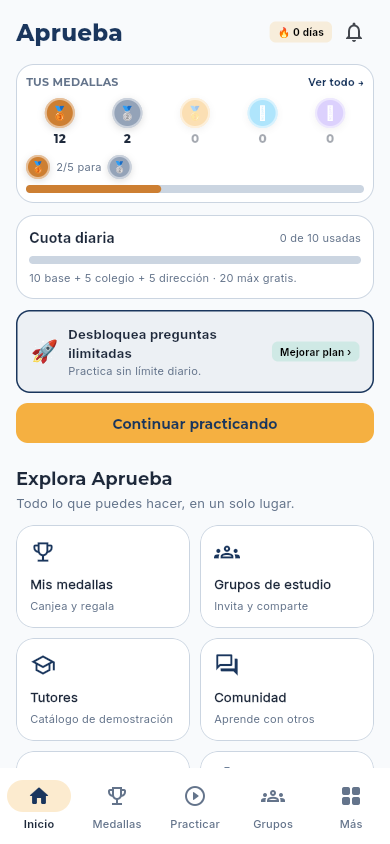 Aprueba
0 días
TUS MEDALLAS
Ver todo →
12
2
0
0
0
2/5 para
Cuota diaria
0 de 10 usadas
10 base + 5 colegio + 5 dirección · 20 máx gratis.
Desbloquea preguntas
ilimitadas
Practica sin límite diario.
Mejorar plan ›
Continuar practicando
Explora Aprueba
Todo lo que puedes hacer, en un solo lugar.
Mis medallas
Canjea y regala
Grupos de estudio
Invita y comparte
Tutores
Catálogo de demostración
Comunidad
Aprende con otros
Inicio
Medallas
Practicar
Grupos
Más